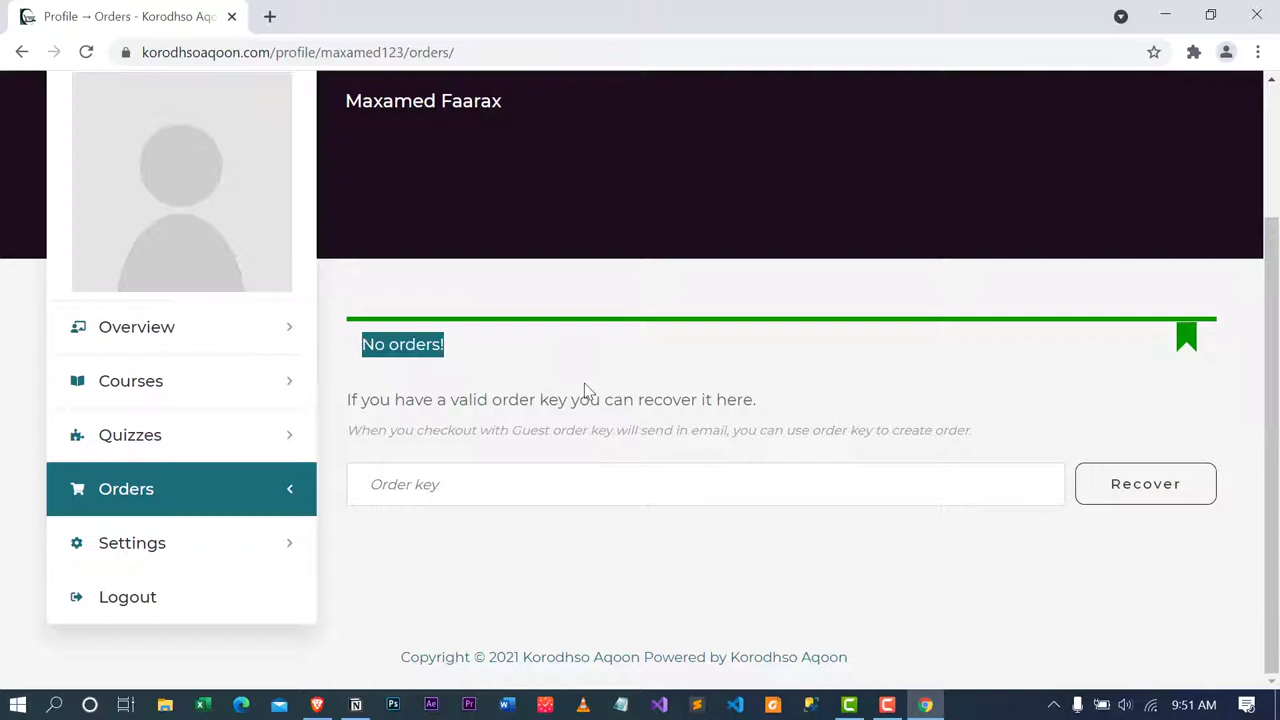 Profile → Orders - Korodhso Aqo
korodhsoaqoon.com/profile/maxamed123/orders/
Maxamed Faarax
Overview
Courses
Quizzes
Orders
Settings
Logout
No orders!
If you have a valid order key you can recover it here.
When you checkout with Guest order key will send in email, you can use order key to create order.
Order key
Recover
Copyright © 2021 Korodhso Aqoon Powered by Korodhso Aqoon
9:51 AM